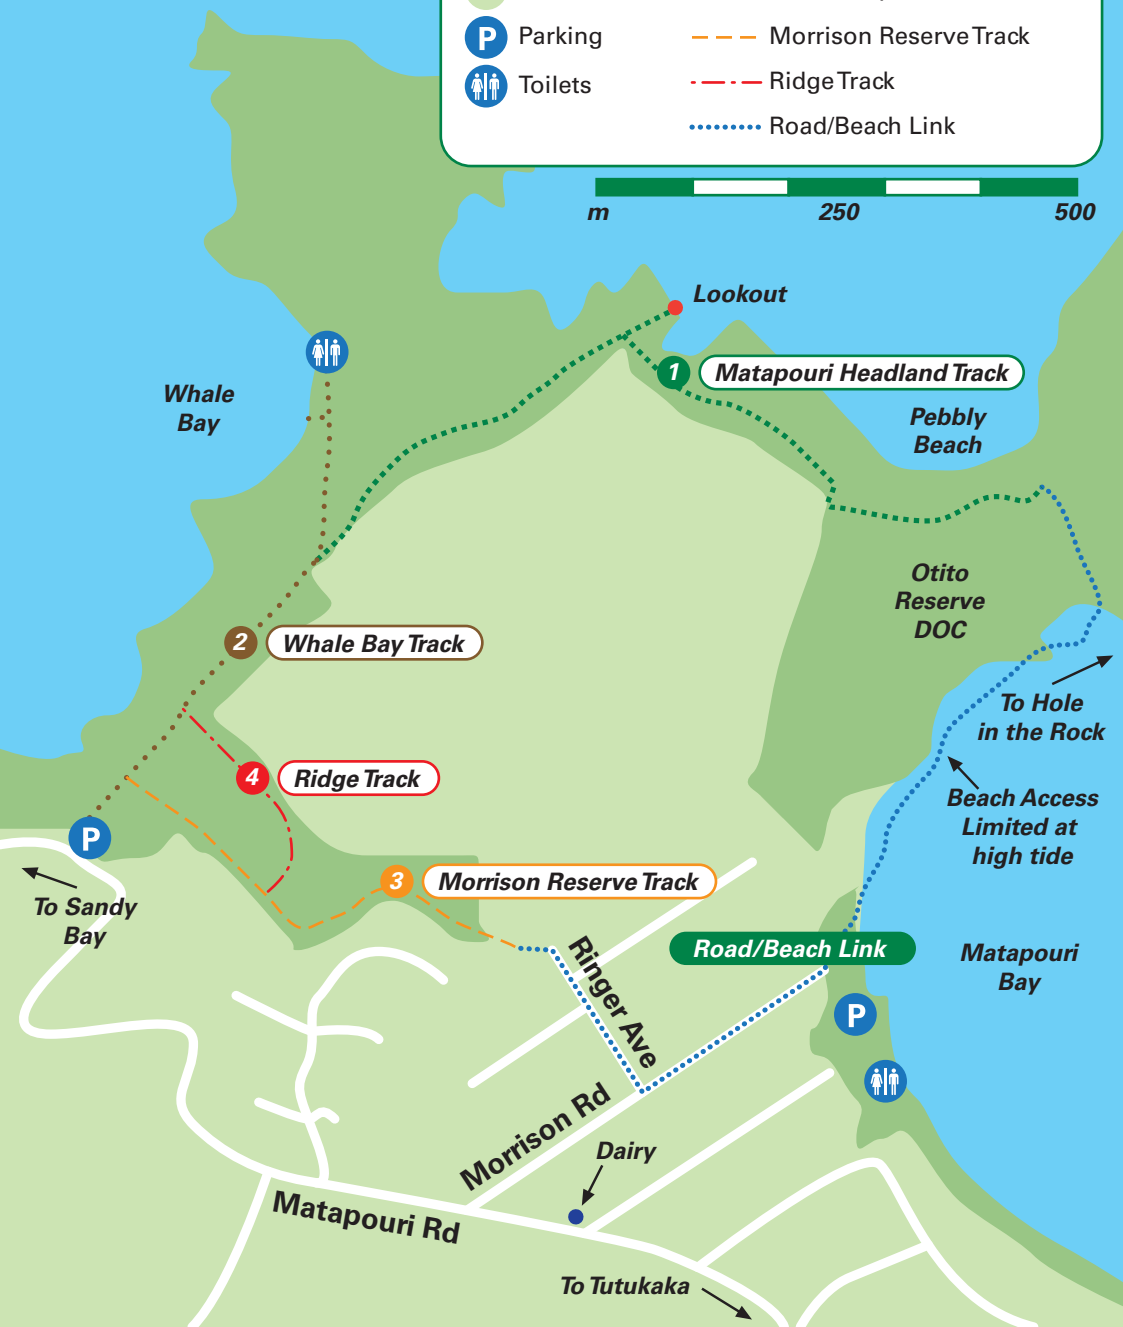 P Parking
Toilets
Morrison Reserve Track
Ridge Track
Road/Beach Link
m 250 500
Lookout
1 Matapouri Headland Track
Whale
Bay
Pebbly
Beach
Otito
Reserve
DOC
2 Whale Bay Track
To Hole
in the Rock
4 Ridge Track
Beach Access
Limited at
high tide
P
3 Morrison Reserve Track
To Sandy
Bay
Road/Beach Link
Matapouri
Bay
Ringer Ave
P
Morrison Rd
Dairy
Matapouri Rd
To Tutukaka